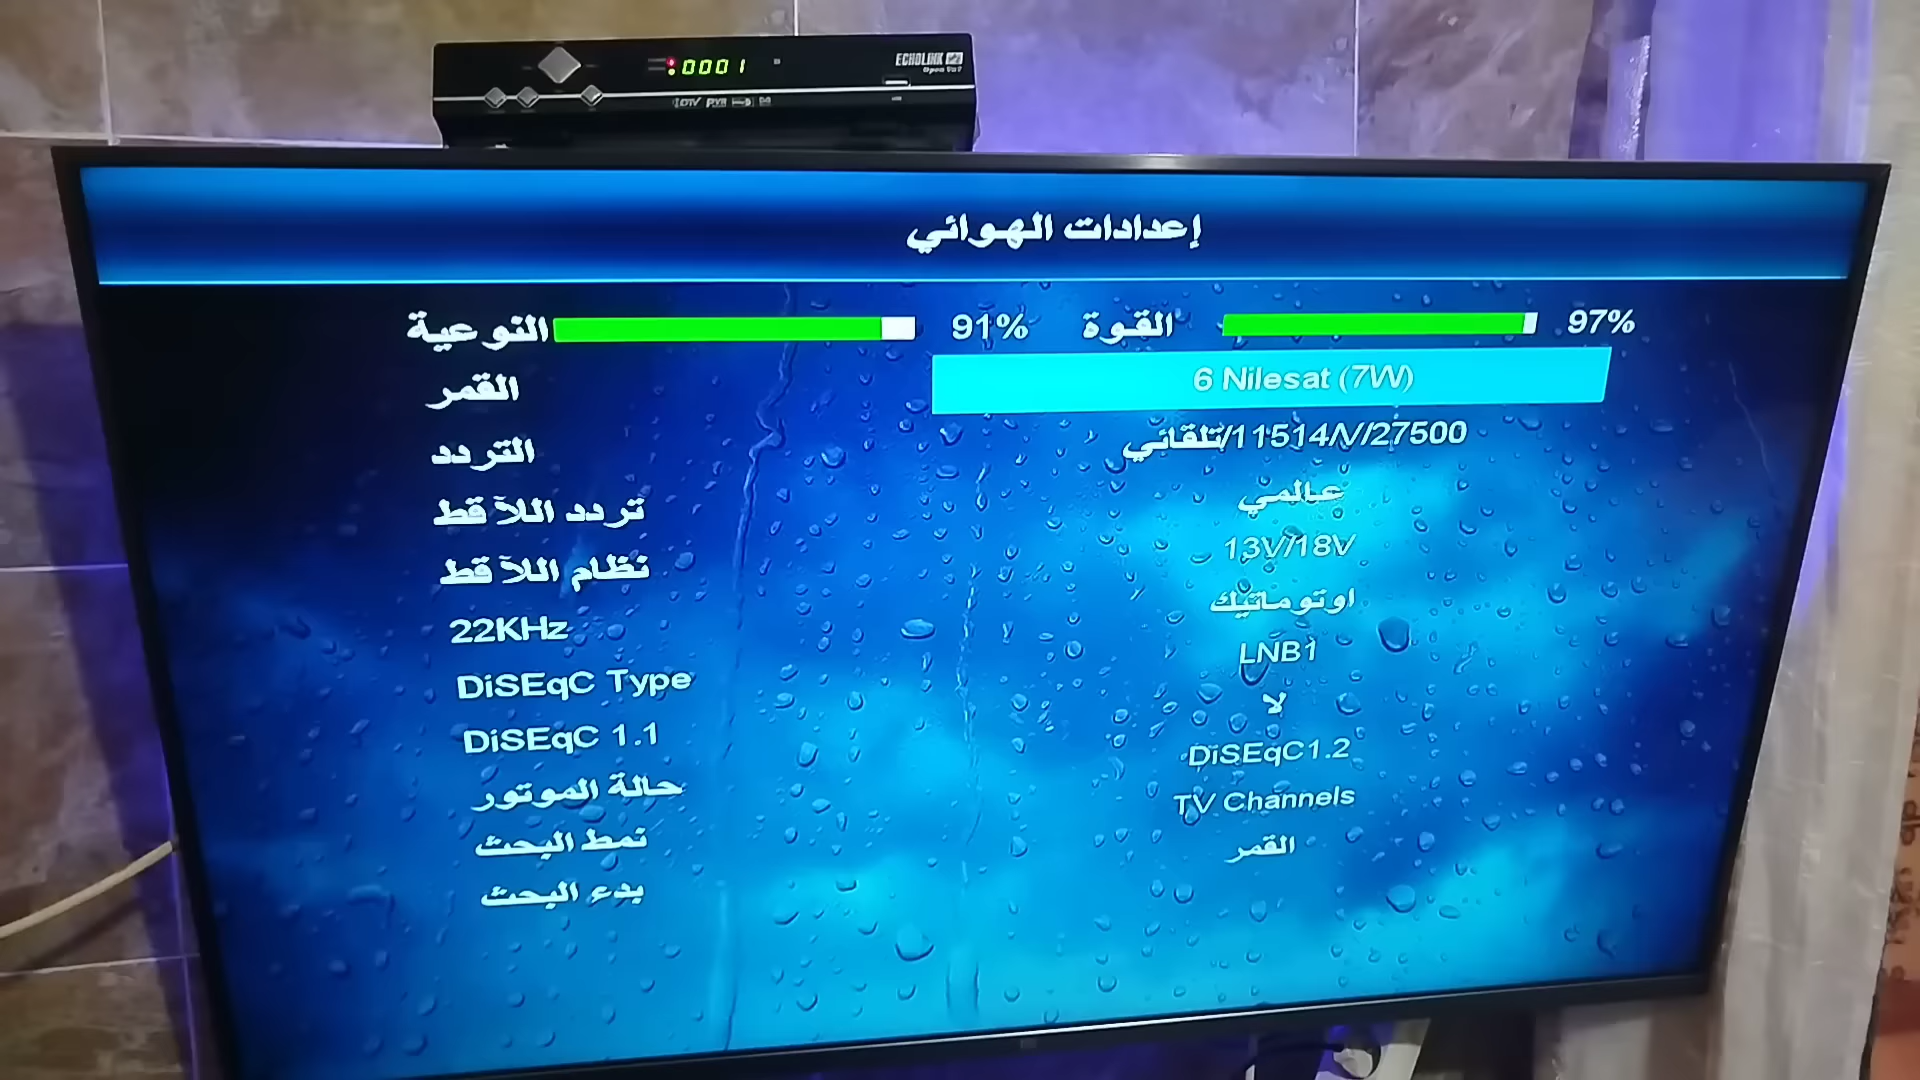 0001
ECHOLINK
إعدادات الهوائي
النوعية 91% القوة 97%
القمر 6 Nilesat (7W)
التردد تلقائي/11514/V/27500
تردد اللاقط عالمي
نظام اللاقط 13V/18V
22KHz اوتوماتيك
DiSEqC Type LNB1
DiSEqC 1.1 لا
حالة الموتور DiSEqC1.2
نمط البحث TV Channels
بدء البحث القمر